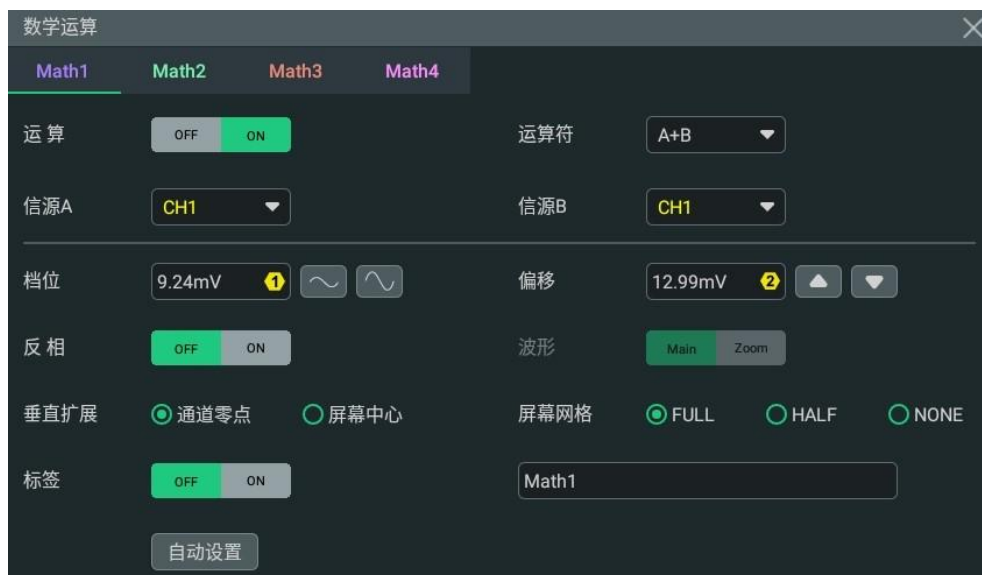 数学运算
Math1 Math2 Math3 Math4
运算 OFF ON 运算符 A+B
信源A CH1 信源B CH1
档位 9.24mV 1 偏移 12.99mV 2
反相 OFF ON 波形 Main Zoom
垂直扩展 通道零点 屏幕中心 屏幕网格 FULL HALF NONE
标签 OFF ON Math1
自动设置